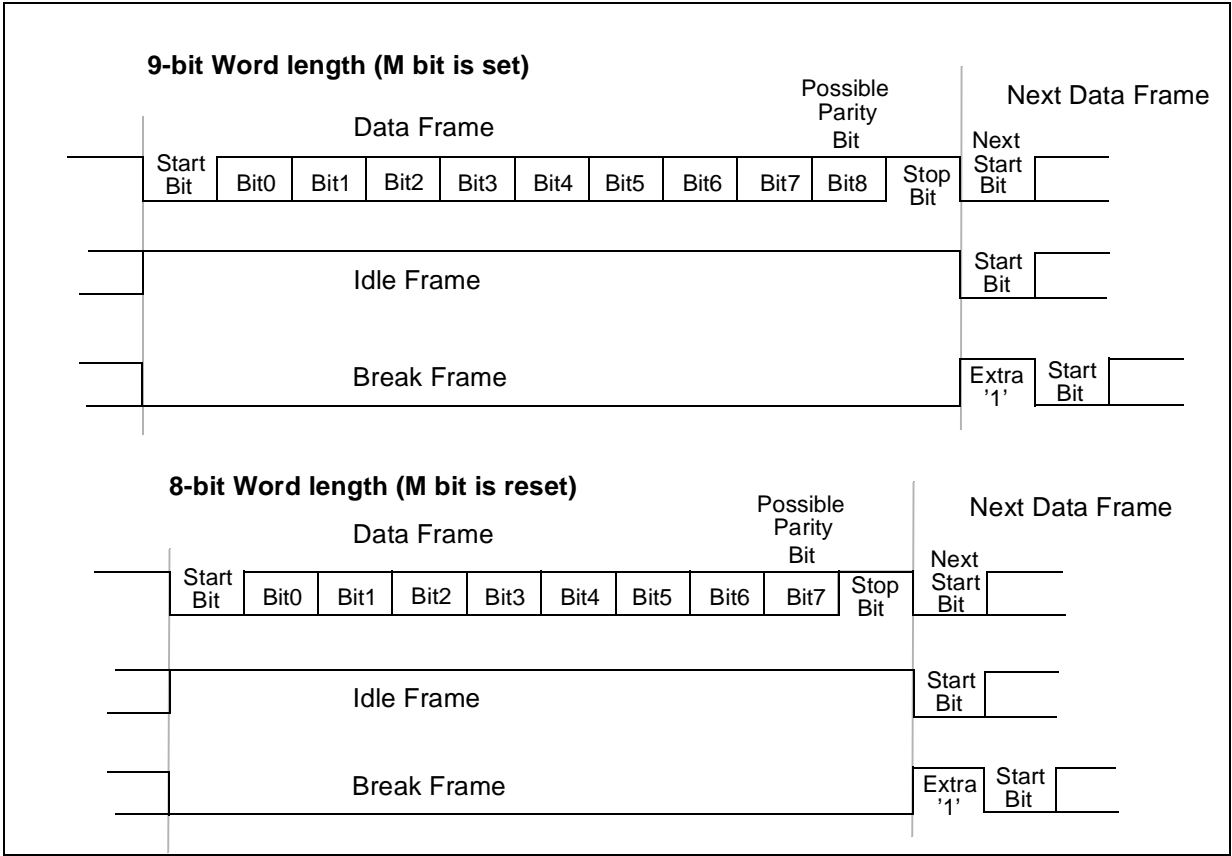 9-bit Word length (M bit is set)
Possible
Parity
Bit
Next Data Frame
Data Frame
Next
Start
Bit
Start
Bit
Bit0 Bit1 Bit2 Bit3 Bit4 Bit5 Bit6 Bit7 Bit8
Stop
Bit
Idle Frame
Start
Bit
Break Frame
Extra
'1'
Start
Bit
8-bit Word length (M bit is reset)
Possible
Parity
Bit
Next Data Frame
Data Frame
Next
Start
Bit
Start
Bit
Bit0 Bit1 Bit2 Bit3 Bit4 Bit5 Bit6 Bit7
Stop
Bit
Idle Frame
Start
Bit
Break Frame
Extra
'1'
Start
Bit